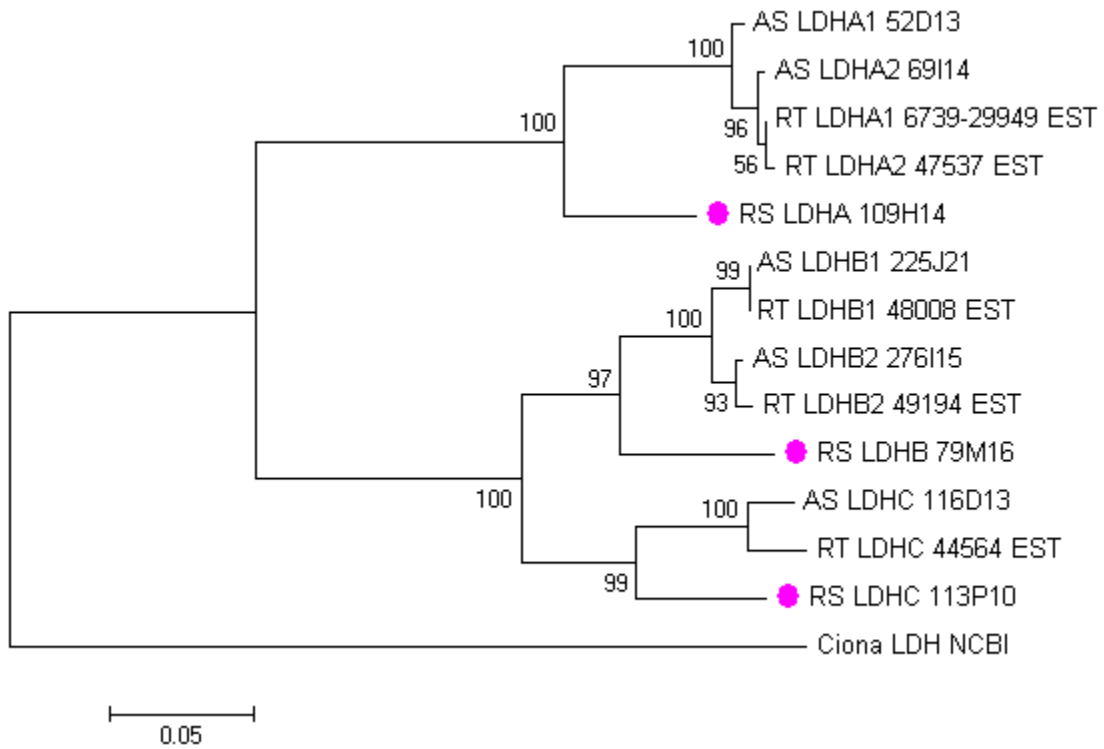 AS LDHA1 52D13
100
AS LDHA2 69I14
100
RT LDHA1 6739-29949 EST
96
56
RT LDHA2 47537 EST
RS LDHA 109H14
99
AS LDHB1 225J21
RT LDHB1 48008 EST
100
AS LDHB2 276I15
97
93
RT LDHB2 49194 EST
RS LDHB 79M16
100
AS LDHC 116D13
100
RT LDHC 44564 EST
99
RS LDHC 113P10
Ciona LDH NCBI
0.05